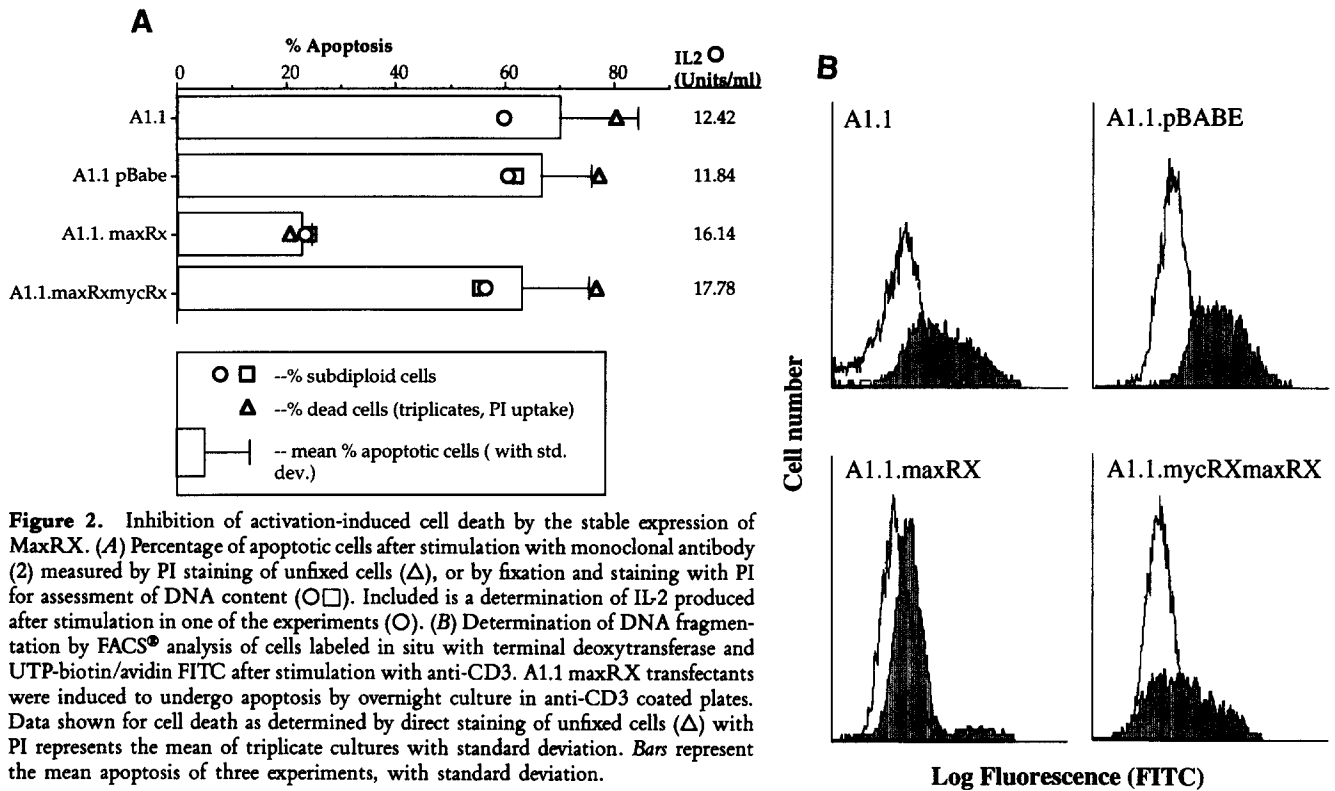 A
% Apoptosis
0 20 40 60 80
IL2 O
(Units/ml)
A1.1 12.42
A1.1 pBabe 11.84
A1.1. maxRx 16.14
A1.1.maxRxmycRx 17.78
○ □ --% subdiploid cells
△ --% dead cells (triplicates, PI uptake)
-- mean % apoptotic cells ( with std.
dev.)
Figure 2. Inhibition of activation-induced cell death by the stable expression of
MaxRX. (A) Percentage of apoptotic cells after stimulation with monoclonal antibody
(2) measured by PI staining of unfixed cells (△), or by fixation and staining with PI
for assessment of DNA content (○□). Included is a determination of IL-2 produced
after stimulation in one of the experiments (○). (B) Determination of DNA fragmen-
tation by FACS® analysis of cells labeled in situ with terminal deoxytransferase and
UTP-biotin/avidin FITC after stimulation with anti-CD3. A1.1 maxRX transfectants
were induced to undergo apoptosis by overnight culture in anti-CD3 coated plates.
Data shown for cell death as determined by direct staining of unfixed cells (△) with
PI represents the mean of triplicate cultures with standard deviation. Bars represent
the mean apoptosis of three experiments, with standard deviation.
B
A1.1
A1.1.pBABE
A1.1.maxRX
A1.1.mycRXmaxRX
Cell number
Log Fluorescence (FITC)